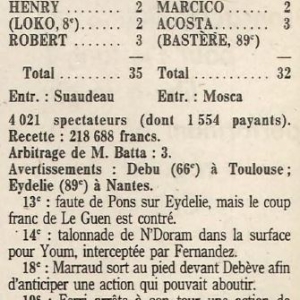 HENRY ........ 2 MARCICO .. 2
(LOKO, 8e) ..... 2 ACOSTA ...... 3
ROBERT ....... 3 (BASTÈRE, 89e)
Total ............ 35 Total ............ 32
Entr. : Suaudeau Entr. : Mosca
4 021 spectateurs (dont 1 554 payants).
Recette : 218 688 francs.
Arbitrage de M. Batta : 3.
Avertissements : Debu (66e) à Toulouse ;
Eydelie (89e) à Nantes.
13e : faute de Pons sur Eydelie, mais le coup
franc de Le Guen est contré.
14e : talonnade de N'Doram dans la surface
pour Youm, interceptée par Fernandez.
18e : Marraud sort au pied devant Debève afin
d'anticiper une action qui pouvait aboutir.